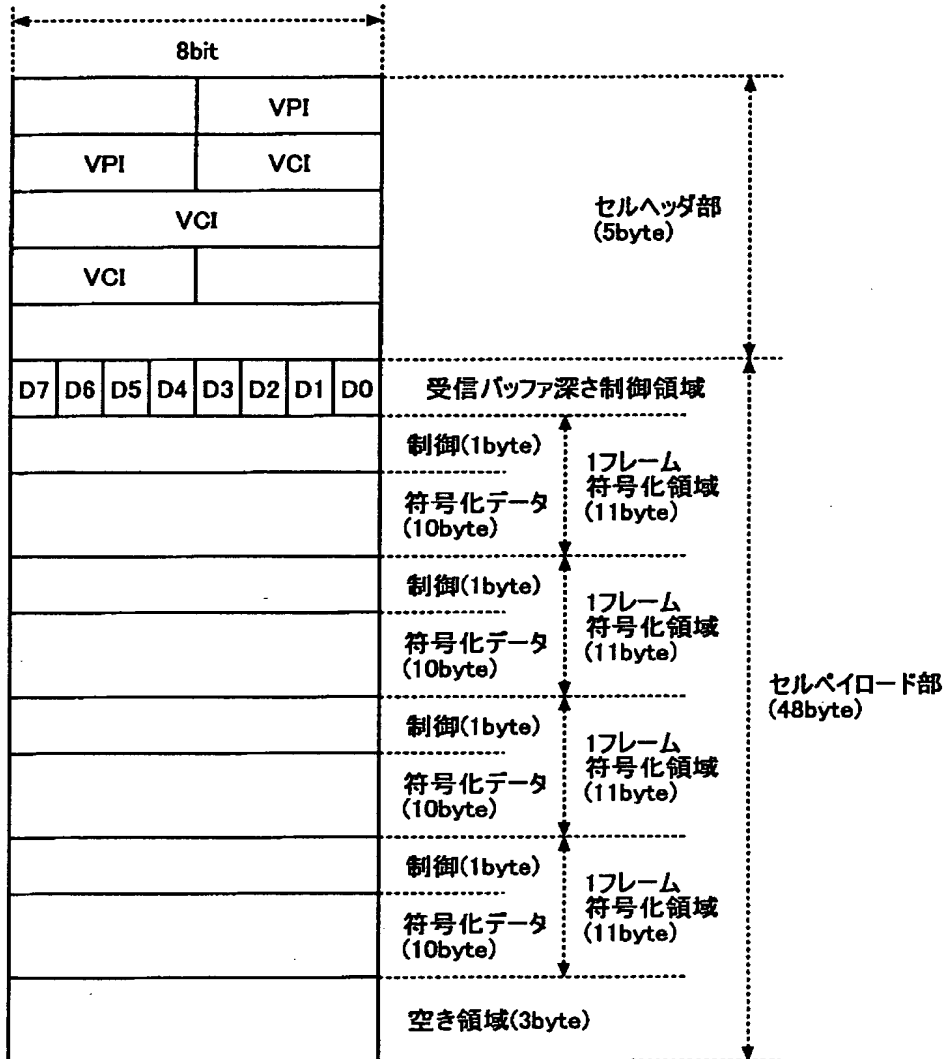 8bit
VPI
VPI VCI
VCI
VCI
セルヘッダ部
(5byte)
D7 D6 D5 D4 D3 D2 D1 D0 受信バッファ深さ制御領域
制御(1byte)
符号化データ
(10byte)
1フレーム
符号化領域
(11byte)
制御(1byte)
符号化データ
(10byte)
1フレーム
符号化領域
(11byte)
セルペイロード部
(48byte)
制御(1byte)
符号化データ
(10byte)
1フレーム
符号化領域
(11byte)
制御(1byte)
符号化データ
(10byte)
1フレーム
符号化領域
(11byte)
空き領域(3byte)